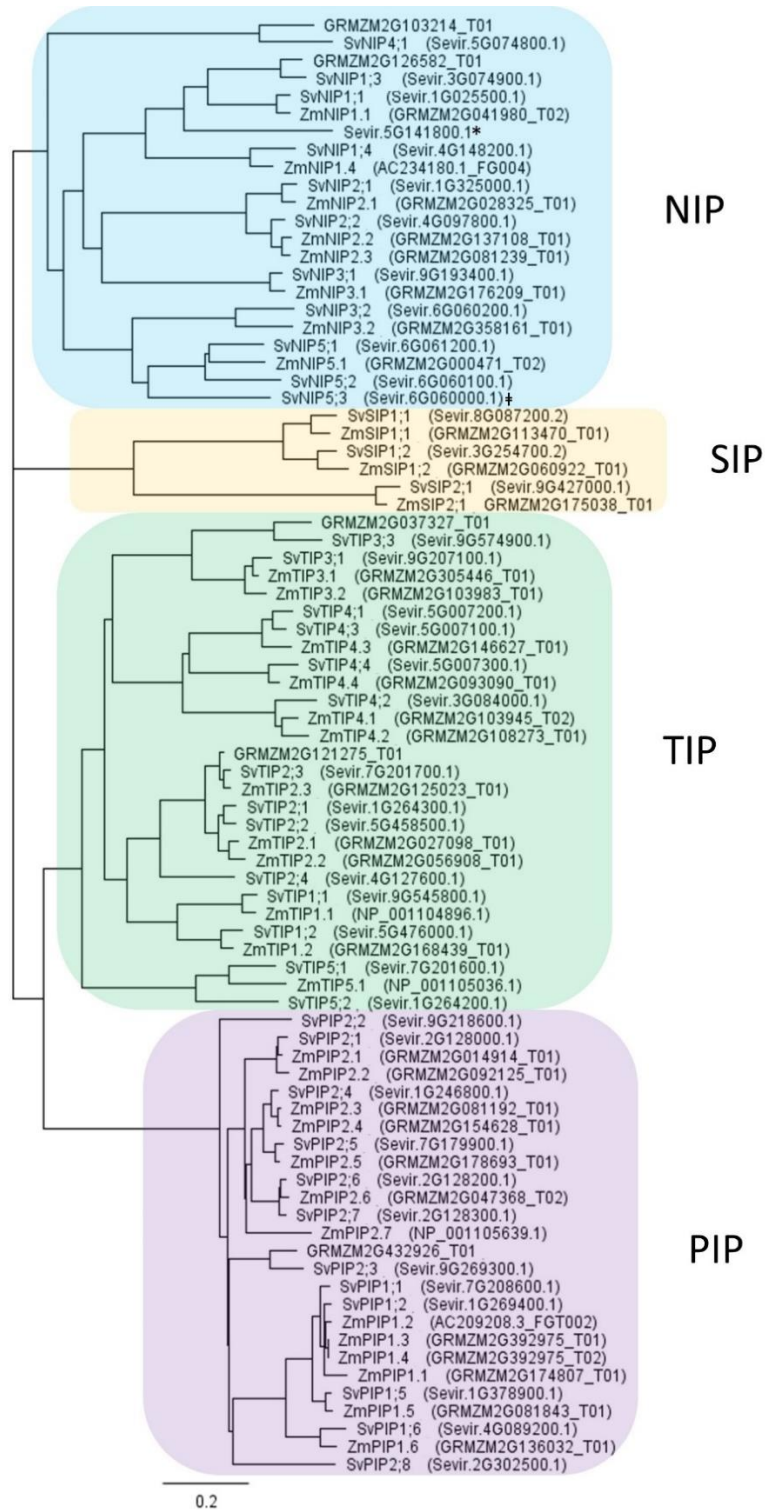 GRMZM2G103214_T01
SvNIP4;1 (Sevir.5G074800.1)
GRMZM2G126582_T01
SvNIP1;3 (Sevir.3G074900.1)
SvNIP1;1 (Sevir.1G025500.1)
ZmNIP1.1 (GRMZM2G041980_T02)
Sevir.5G141800.1*
SvNIP1;4 (Sevir.4G148200.1)
ZmNIP1.4 (AC234180.1_FG004)
SvNIP2;1 (Sevir.1G325000.1)
ZmNIP2.1 (GRMZM2G028325_T01)
NIP
SvNIP2;2 (Sevir.4G097800.1)
ZmNIP2.2 (GRMZM2G137108_T01)
ZmNIP2.3 (GRMZM2G081239_T01)
SvNIP3;1 (Sevir.9G193400.1)
ZmNIP3.1 (GRMZM2G176209_T01)
SvNIP3;2 (Sevir.6G060200.1)
ZmNIP3.2 (GRMZM2G358161_T01)
SvNIP5;1 (Sevir.6G061200.1)
ZmNIP5.1 (GRMZM2G000471_T02)
SvNIP5;2 (Sevir.6G060100.1)
SvNIP5;3 (Sevir.6G060000.1)ǂ
SvSIP1;1 (Sevir.8G087200.2)
ZmSIP1;1 (GRMZM2G113470_T01)
SvSIP1;2 (Sevir.3G254700.2)
SIP
ZmSIP1;2 (GRMZM2G060922_T01)
SvSIP2;1 (Sevir.9G427000.1)
ZmSIP2;1 GRMZM2G175038_T01
GRMZM2G037327_T01
SvTIP3;3 (Sevir.9G574900.1)
SvTIP3;1 (Sevir.9G207100.1)
ZmTIP3.1 (GRMZM2G305446_T01)
ZmTIP3.2 (GRMZM2G103983_T01)
SvTIP4;1 (Sevir.5G007200.1)
SvTIP4;3 (Sevir.5G007100.1)
ZmTIP4.3 (GRMZM2G146627_T01)
SvTIP4;4 (Sevir.5G007300.1)
ZmTIP4.4 (GRMZM2G093090_T01)
SvTIP4;2 (Sevir.3G084000.1)
ZmTIP4.1 (GRMZM2G103945_T02)
ZmTIP4.2 (GRMZM2G108273_T01)
TIP
GRMZM2G121275_T01
SvTIP2;3 (Sevir.7G201700.1)
ZmTIP2.3 (GRMZM2G125023_T01)
SvTIP2;1 (Sevir.1G264300.1)
SvTIP2;2 (Sevir.5G458500.1)
ZmTIP2.1 (GRMZM2G027098_T01)
ZmTIP2.2 (GRMZM2G056908_T01)
SvTIP2;4 (Sevir.4G127600.1)
SvTIP1;1 (Sevir.9G545800.1)
ZmTIP1.1 (NP_001104896.1)
SvTIP1;2 (Sevir.5G476000.1)
ZmTIP1.2 (GRMZM2G168439_T01)
SvTIP5;1 (Sevir.7G201600.1)
ZmTIP5.1 (NP_001105036.1)
SvTIP5;2 (Sevir.1G264200.1)
SvPIP2;2 (Sevir.9G218600.1)
SvPIP2;1 (Sevir.2G128000.1)
ZmPIP2.1 (GRMZM2G014914_T01)
ZmPIP2.2 (GRMZM2G092125_T01)
SvPIP2;4 (Sevir.1G246800.1)
ZmPIP2.3 (GRMZM2G081192_T01)
ZmPIP2.4 (GRMZM2G154628_T01)
SvPIP2;5 (Sevir.7G179900.1)
ZmPIP2.5 (GRMZM2G178693_T01)
SvPIP2;6 (Sevir.2G128200.1)
ZmPIP2.6 (GRMZM2G047368_T02)
SvPIP2;7 (Sevir.2G128300.1)
ZmPIP2.7 (NP_001105639.1)
PIP
GRMZM2G432926_T01
SvPIP2;3 (Sevir.9G269300.1)
SvPIP1;1 (Sevir.7G208600.1)
SvPIP1;2 (Sevir.1G269400.1)
ZmPIP1.2 (AC209208.3_FGT002)
ZmPIP1.3 (GRMZM2G392975_T01)
ZmPIP1.4 (GRMZM2G392975_T02)
ZmPIP1.1 (GRMZM2G174807_T01)
SvPIP1;5 (Sevir.1G378900.1)
ZmPIP1.5 (GRMZM2G081843_T01)
SvPIP1;6 (Sevir.4G089200.1)
ZmPIP1.6 (GRMZM2G136032_T01)
SvPIP2;8 (Sevir.2G302500.1)
0.2